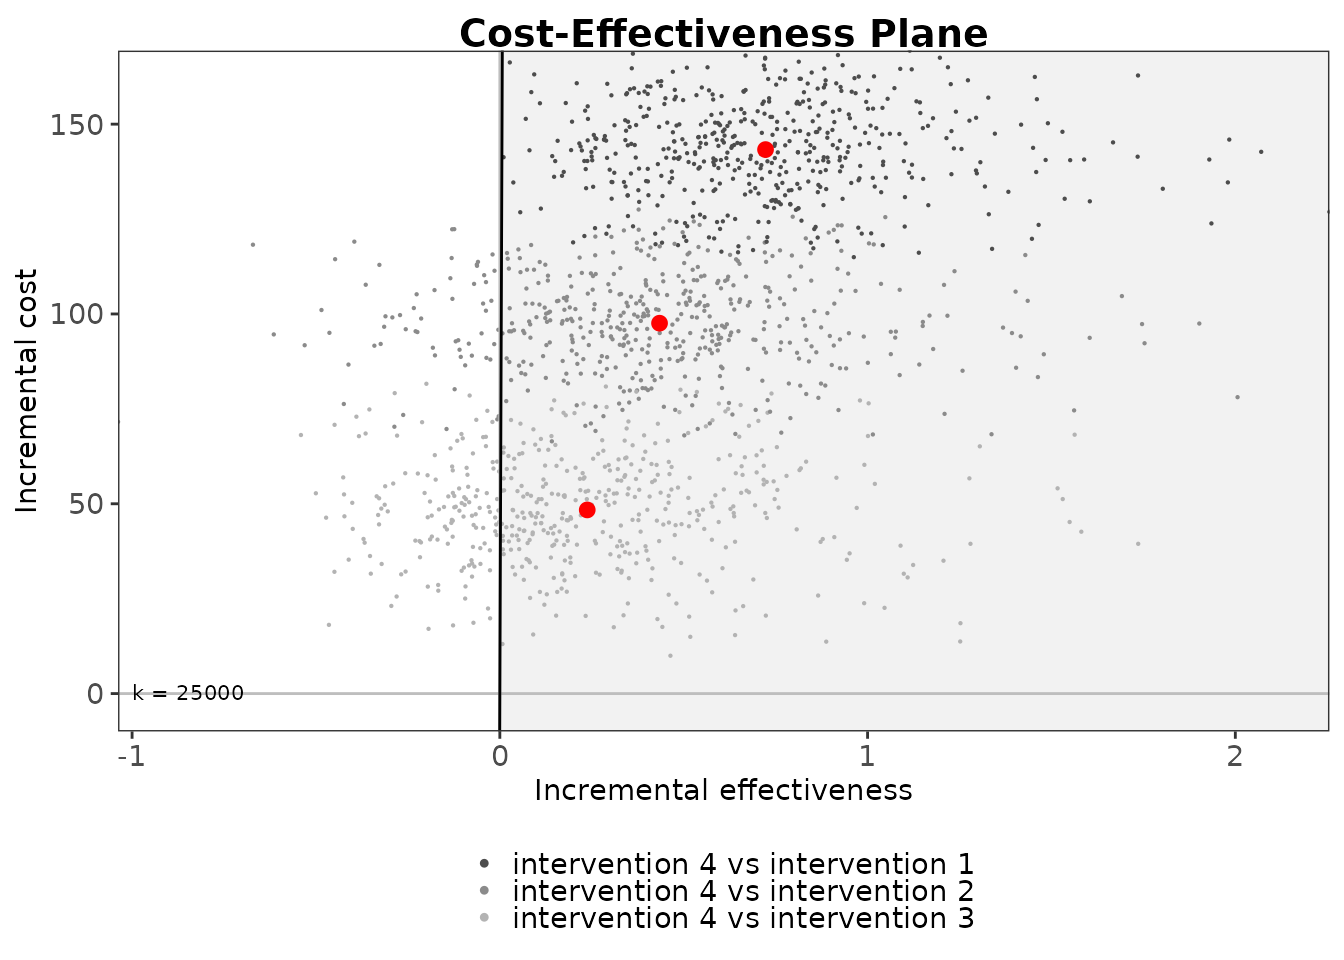 Cost-Effectiveness Plane
Incremental cost
150
100
50
0
k = 25000
-1
0
1
2
Incremental effectiveness
intervention 4 vs intervention 1
intervention 4 vs intervention 2
intervention 4 vs intervention 3